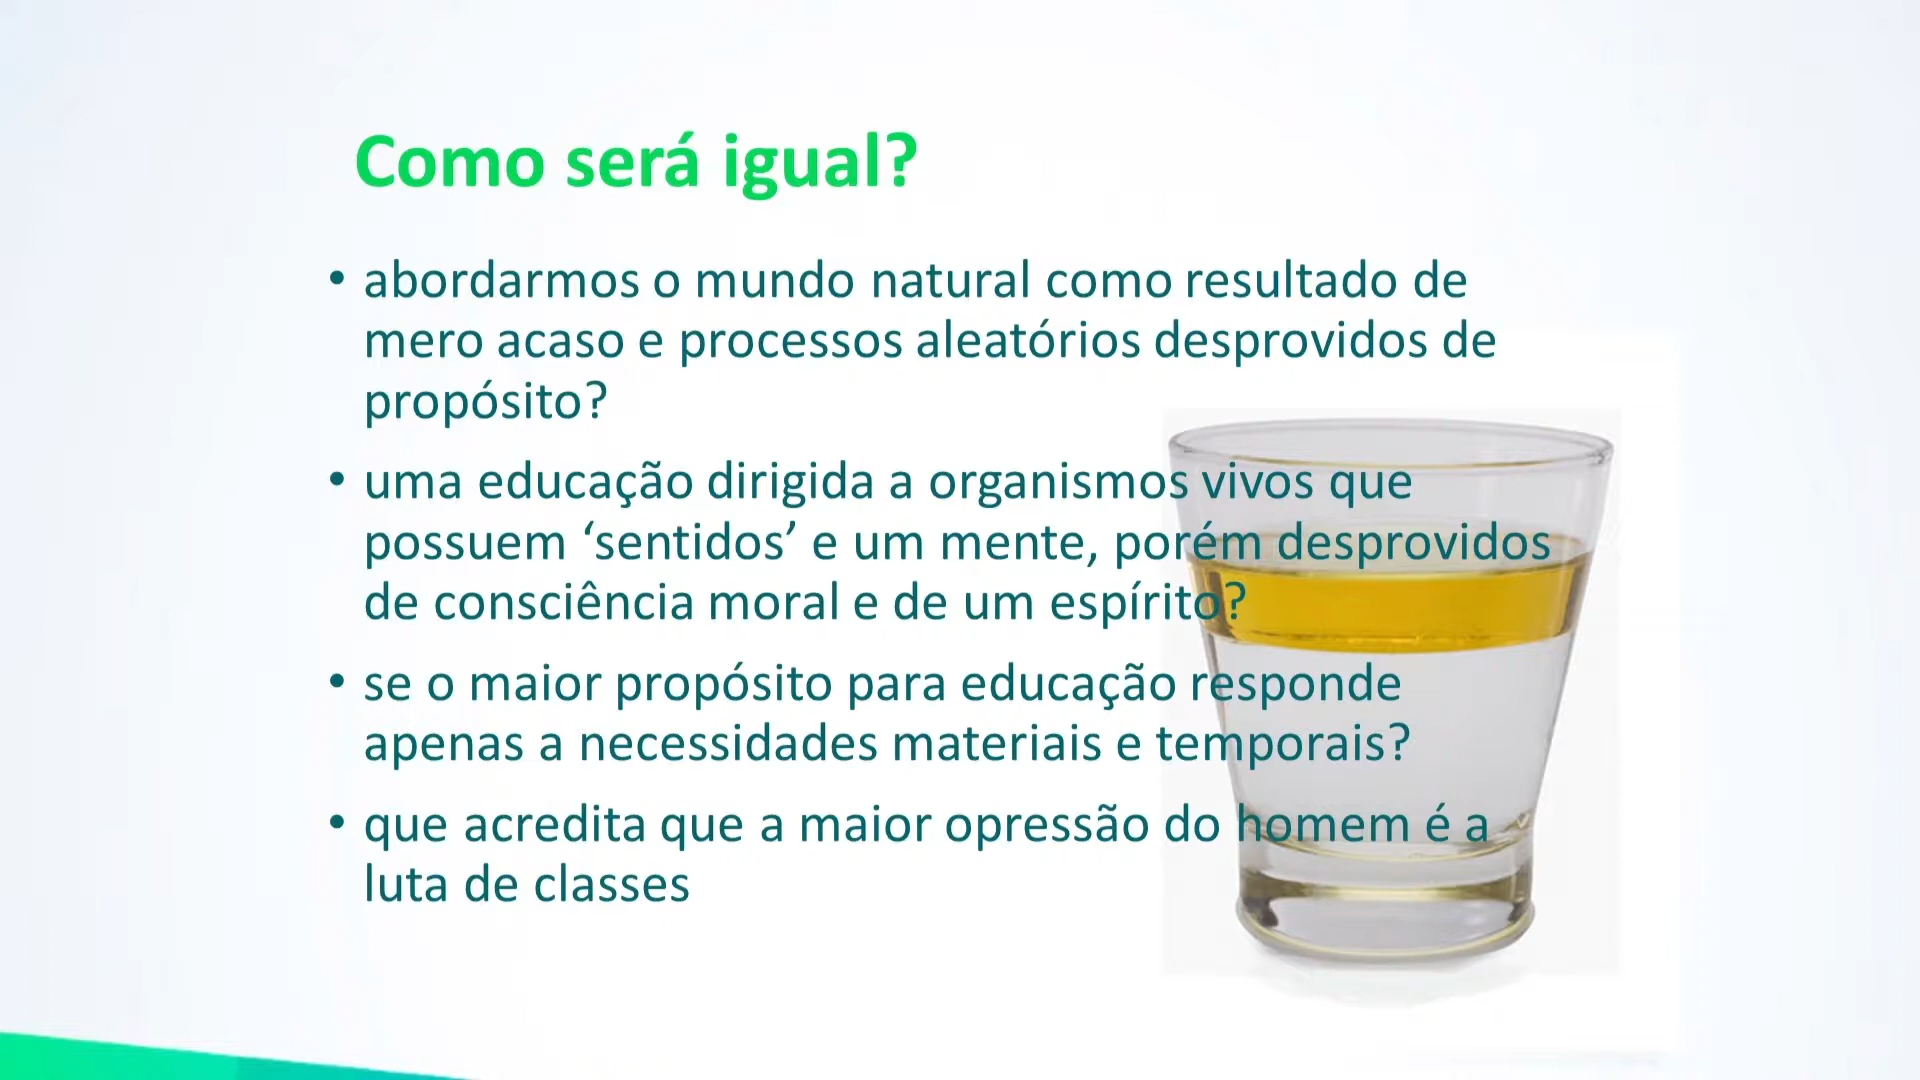 Como será igual?
• abordarmos o mundo natural como resultado de
mero acaso e processos aleatórios desprovidos de
propósito?
• uma educação dirigida a organismos vivos que
possuem ‘sentidos’ e um mente, porém desprovidos
de consciência moral e de um espírito?
• se o maior propósito para educação responde
apenas a necessidades materiais e temporais?
• que acredita que a maior opressão do homem é a
luta de classes